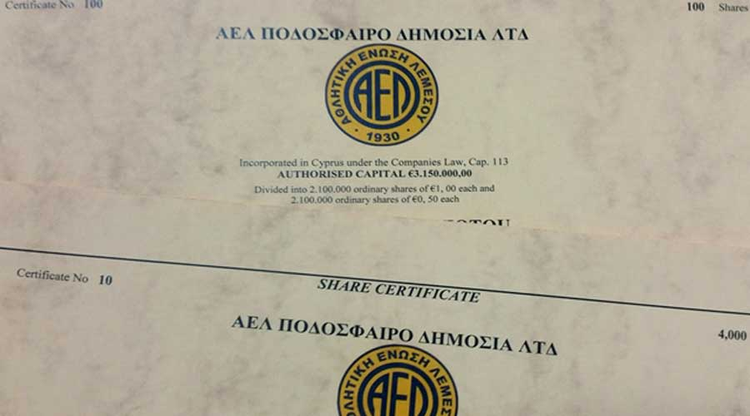 Certificate No 100
100 Shares
ΑΕΛ ΠΟΔΟΣΦΑΙΡΟ ΔΗΜΟΣΙΑ ΛΤΔ
ΑΘΛΗΤΙΚΗ ΕΝΩΣΗ ΛΕΜΕΣΟΥ
ΑΕΛ
· 1930 ·
Incorporated in Cyprus under the Companies Law, Cap. 113
AUTHORISED CAPITAL €3.150.000,00
Divided into 2.100.000 ordinary shares of €1, 00 each and
2.100.000 ordinary shares of €0, 50 each
Certificate No 10
SHARE CERTIFICATE
4,000
ΑΕΛ ΠΟΔΟΣΦΑΙΡΟ ΔΗΜΟΣΙΑ ΛΤΔ
ΑΘΛΗΤΙΚΗ ΕΝΩΣΗ ΛΕΜΕΣΟΥ
ΑΕΛ